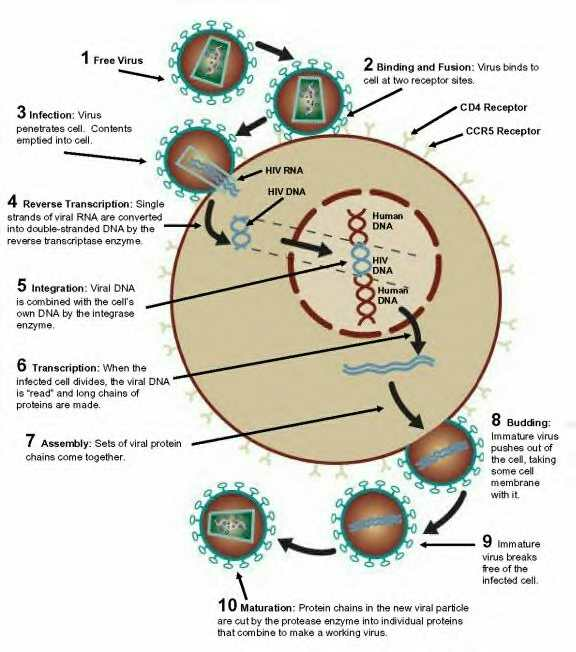 1 Free Virus
2 Binding and Fusion: Virus binds to
cell at two receptor sites.
3 Infection: Virus
penetrates cell. Contents
emptied into cell.
CD4 Receptor
CCR5 Receptor
HIV RNA
HIV DNA
4 Reverse Transcription: Single
strands of viral RNA are converted
into double-stranded DNA by the
reverse transcriptase enzyme.
Human
DNA
HIV
DNA
Human
DNA
5 Integration: Viral DNA
is combined with the cell's
own DNA by the integrase
enzyme.
6 Transcription: When the
infected cell divides, the viral DNA
is "read" and long chains of
proteins are made.
7 Assembly: Sets of viral protein
chains come together.
8 Budding:
Immature virus
pushes out of
the cell, taking
some cell
membrane
with it.
9 Immature
virus breaks
free of the
infected cell.
10 Maturation: Protein chains in the new viral particle
are cut by the protease enzyme into individual proteins
that combine to make a working virus.